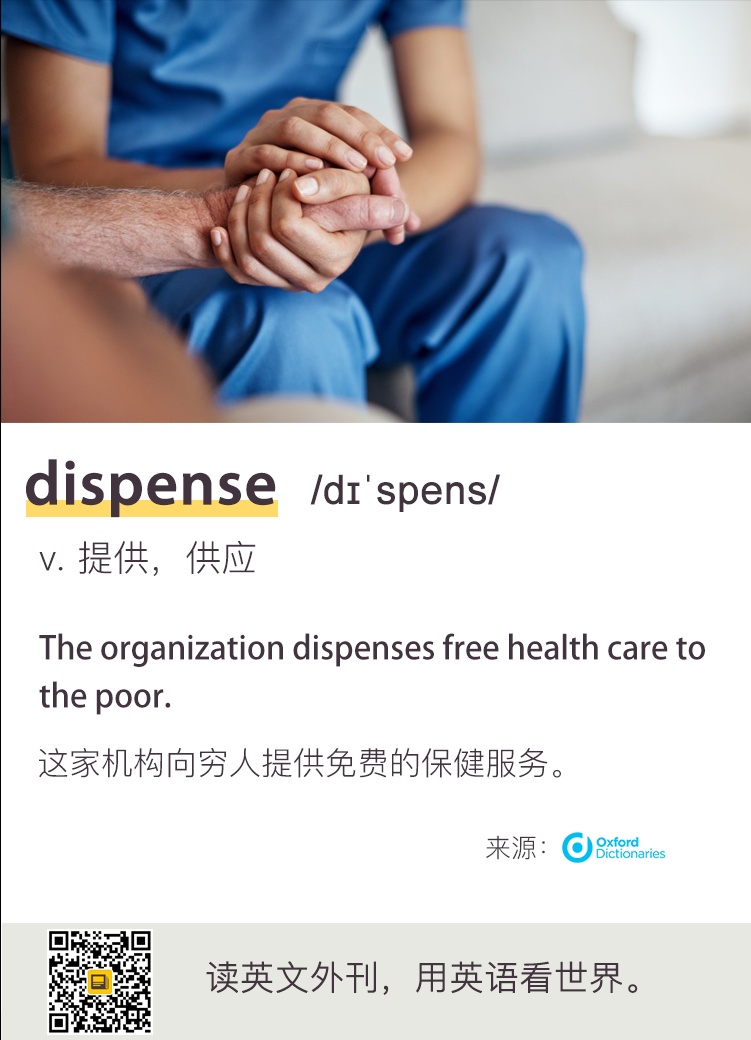 dispense /dɪˈspens/
v. 提供，供应
The organization dispenses free health care to
the poor.
这家机构向穷人提供免费的保健服务。
来源： Oxford
Dictionaries
读英文外刊，用英语看世界。